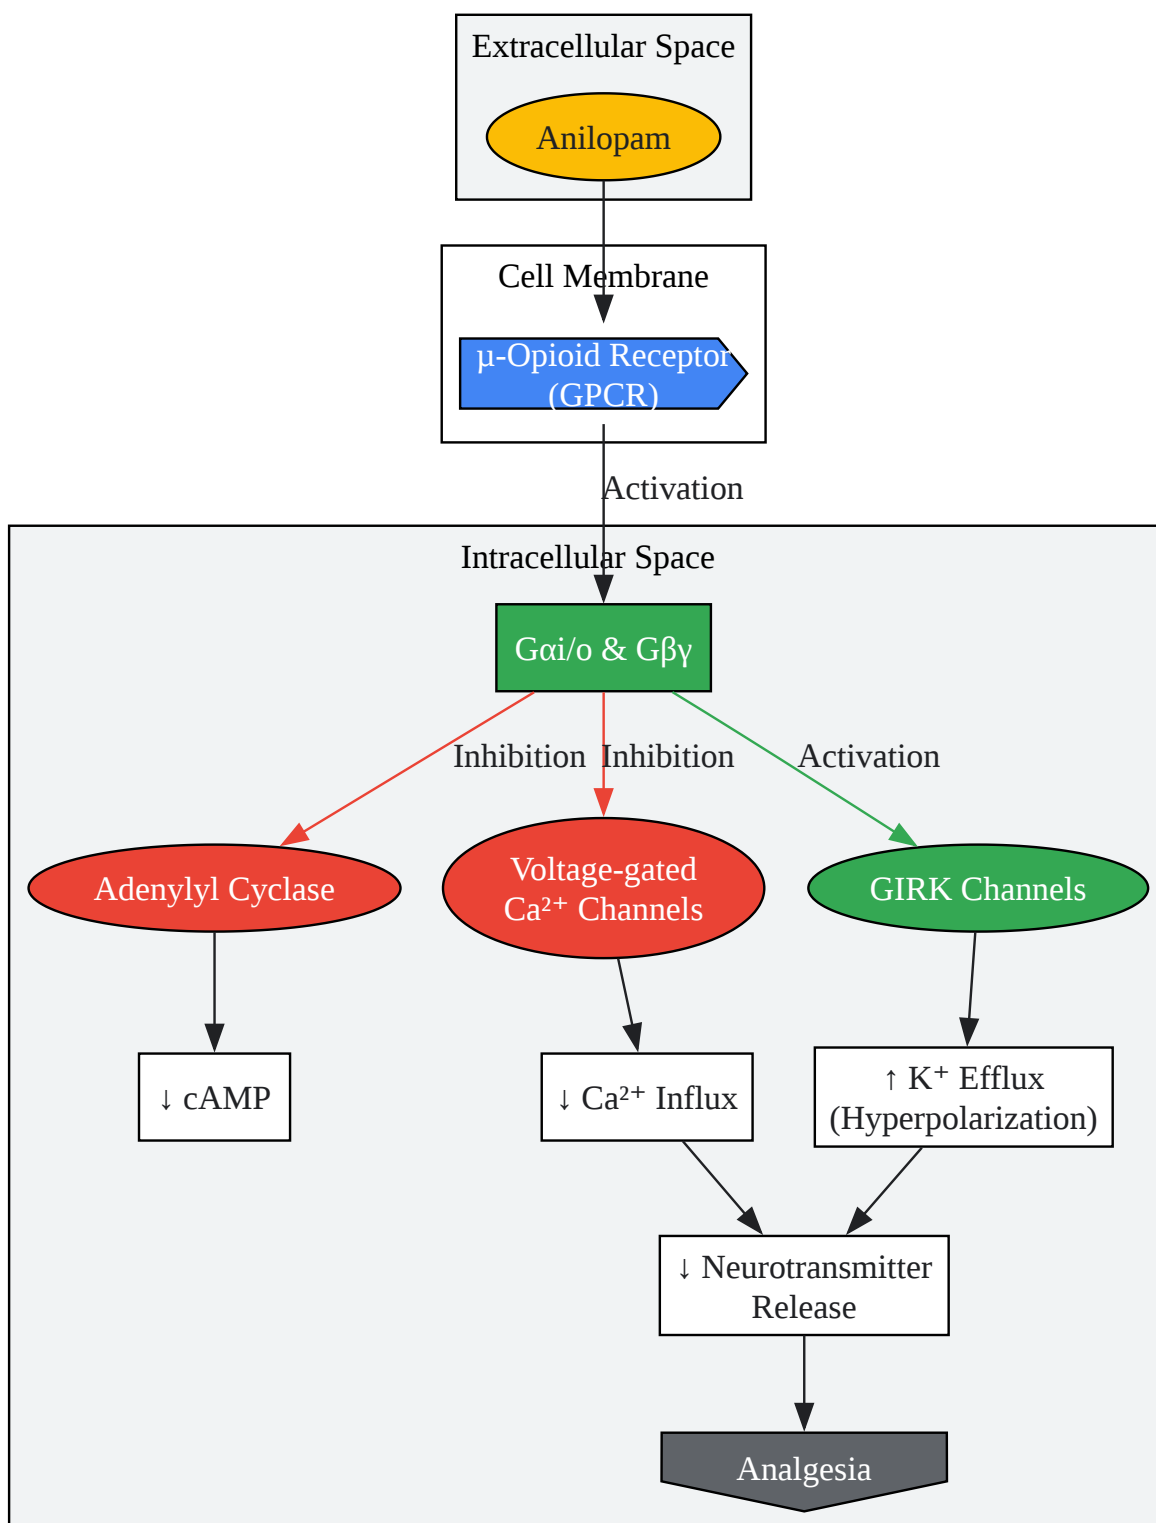 Extracellular Space
Anilopam
Cell Membrane
µ-Opioid Receptor
(GPCR)
Activation
Intracellular Space
Gαi/o & Gβγ
Inhibition
Inhibition
Activation
Adenylyl Cyclase
Voltage-gated
Ca²⁺ Channels
GIRK Channels
↓ cAMP
↓ Ca²⁺ Influx
↑ K⁺ Efflux
(Hyperpolarization)
↓ Neurotransmitter
Release
Analgesia